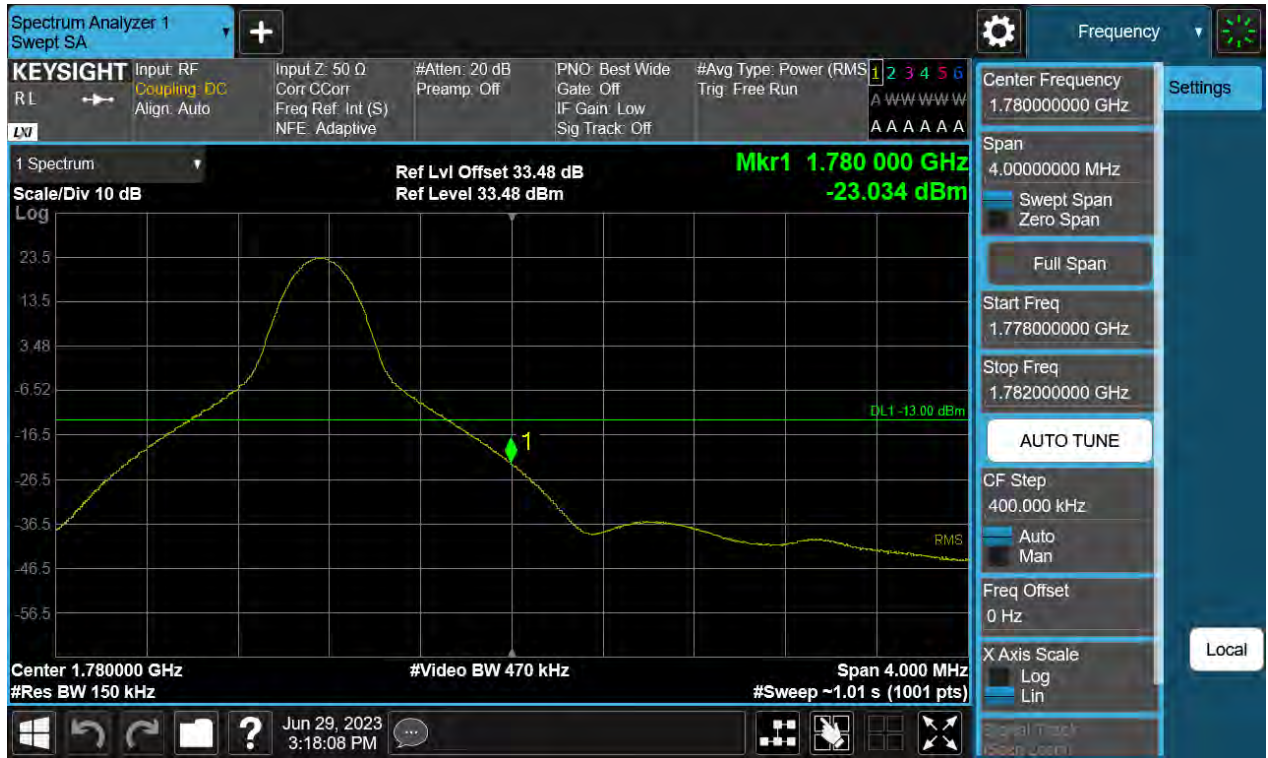 Spectrum Analyzer 1
Swept SA
Frequency
KEYSIGHT
RL
LXI
Input: RF
Coupling: DC
Align: Auto
Input Z: 50 Ω
Corr CCorr
Freq Ref: Int (S)
NFE: Adaptive
#Atten: 20 dB
Preamp: Off
PNO: Best Wide
Gate: Off
IF Gain: Low
Sig Track: Off
#Avg Type: Power (RMS
Trig: Free Run
1 2 3 4 5 6
A W W W W W
A A A A A A
1 Spectrum
Scale/Div 10 dB
Log
Ref Lvl Offset 33.48 dB
Ref Level 33.48 dBm
Mkr1 1.780 000 GHz
-23.034 dBm
23.5
13.5
3.48
-6.52
DL1 -13.00 dBm
-16.5
1
-26.5
-36.5
RMS
-46.5
-56.5
Center 1.780000 GHz
#Video BW 470 kHz
Span 4.000 MHz
#Res BW 150 kHz
#Sweep ~1.01 s (1001 pts)
?
Jun 29, 2023
3:18:08 PM
Settings
Center Frequency
1.780000000 GHz
Span
4.00000000 MHz
Swept Span
Zero Span
Full Span
Start Freq
1.778000000 GHz
Stop Freq
1.782000000 GHz
AUTO TUNE
CF Step
400.000 kHz
Auto
Man
Freq Offset
0 Hz
X Axis Scale
Log
Lin
Signal Track
(Span Zoom)
Local